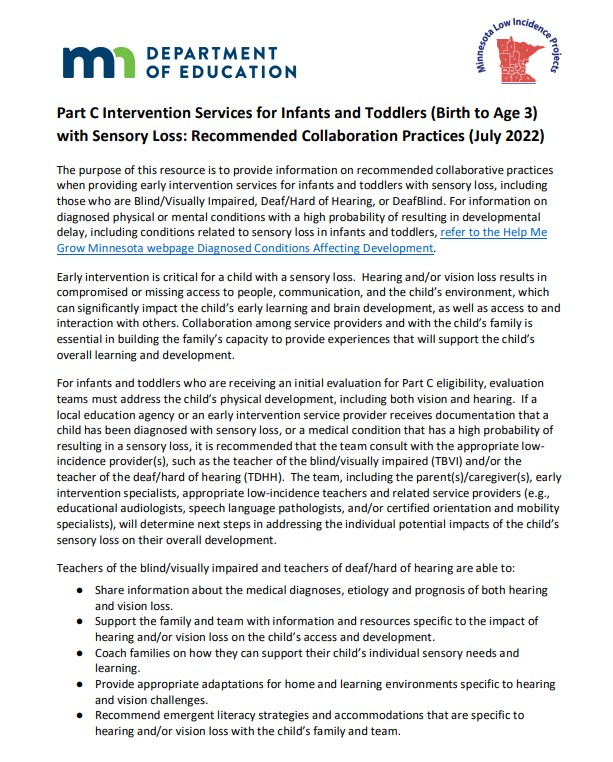 DEPARTMENT
OF EDUCATION
Minnesota Low Incidence Projects
Part C Intervention Services for Infants and Toddlers (Birth to Age 3)
with Sensory Loss: Recommended Collaboration Practices (July 2022)
The purpose of this resource is to provide information on recommended collaborative practices
when providing early intervention services for infants and toddlers with sensory loss, including
those who are Blind/Visually Impaired, Deaf/Hard of Hearing, or DeafBlind. For information on
diagnosed physical or mental conditions with a high probability of resulting in developmental
delay, including conditions related to sensory loss in infants and toddlers, refer to the Help Me
Grow Minnesota webpage Diagnosed Conditions Affecting Development.
Early intervention is critical for a child with a sensory loss. Hearing and/or vision loss results in
compromised or missing access to people, communication, and the child's environment, which
can significantly impact the child's early learning and brain development, as well as access to and
interaction with others. Collaboration among service providers and with the child's family is
essential in building the family's capacity to provide experiences that will support the child's
overall learning and development.
For infants and toddlers who are receiving an initial evaluation for Part C eligibility, evaluation
teams must address the child's physical development, including both vision and hearing. If a
local education agency or an early intervention service provider receives documentation that a
child has been diagnosed with sensory loss, or a medical condition that has a high probability of
resulting in a sensory loss, it is recommended that the team consult with the appropriate low-
incidence provider(s), such as the teacher of the blind/visually impaired (TBVI) and/or the
teacher of the deaf/hard of hearing (TDHH). The team, including the parent(s)/caregiver(s), early
intervention specialists, appropriate low-incidence teachers and related service providers (e.g.,
educational audiologists, speech language pathologists, and/or certified orientation and mobility
specialists), will determine next steps in addressing the individual potential impacts of the child's
sensory loss on their overall development.
Teachers of the blind/visually impaired and teachers of deaf/hard of hearing are able to:
● Share information about the medical diagnoses, etiology and prognosis of both hearing
and vision loss.
● Support the family and team with information and resources specific to the impact of
hearing and/or vision loss on the child's access and development.
● Coach families on how they can support their child's individual sensory needs and
learning.
● Provide appropriate adaptations for home and learning environments specific to hearing
and vision challenges.
● Recommend emergent literacy strategies and accommodations that are specific to
hearing and/or vision loss with the child's family and team.